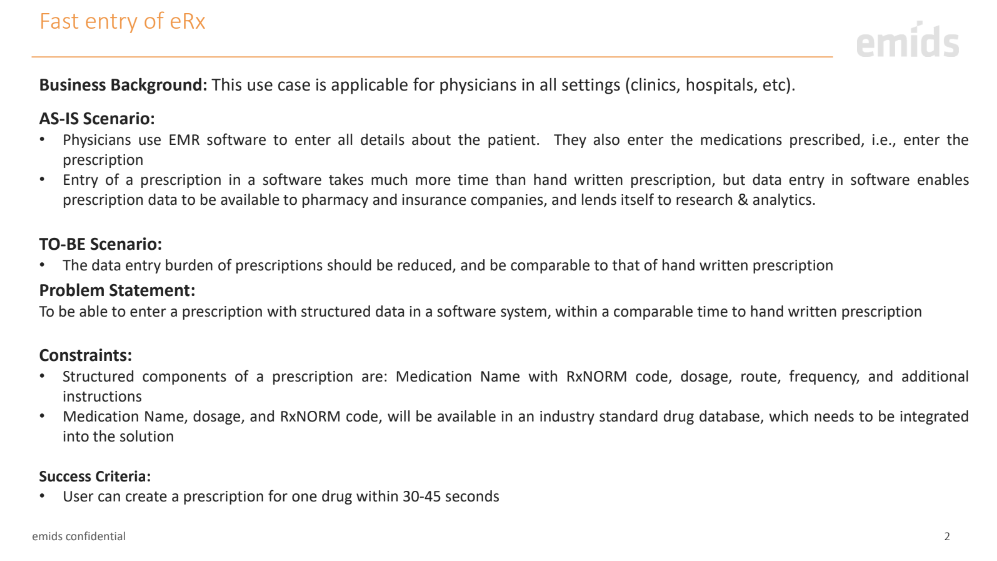 Fast entry of eRx
emids
Business Background: This use case is applicable for physicians in all settings (clinics, hospitals, etc).
AS-IS Scenario:
• Physicians use EMR software to enter all details about the patient.  They also enter the medications prescribed, i.e., enter the
prescription
• Entry of a prescription in a software takes much more time than hand written prescription, but data entry in software enables
prescription data to be available to pharmacy and insurance companies, and lends itself to research & analytics.
TO-BE Scenario:
• The data entry burden of prescriptions should be reduced, and be comparable to that of hand written prescription
Problem Statement:
To be able to enter a prescription with structured data in a software system, within a comparable time to hand written prescription
Constraints:
• Structured components of a prescription are: Medication Name with RxNORM code, dosage, route, frequency, and additional
instructions
• Medication Name, dosage, and RxNORM code, will be available in an industry standard drug database, which needs to be integrated
into the solution
Success Criteria:
• User can create a prescription for one drug within 30-45 seconds
emids confidential
2